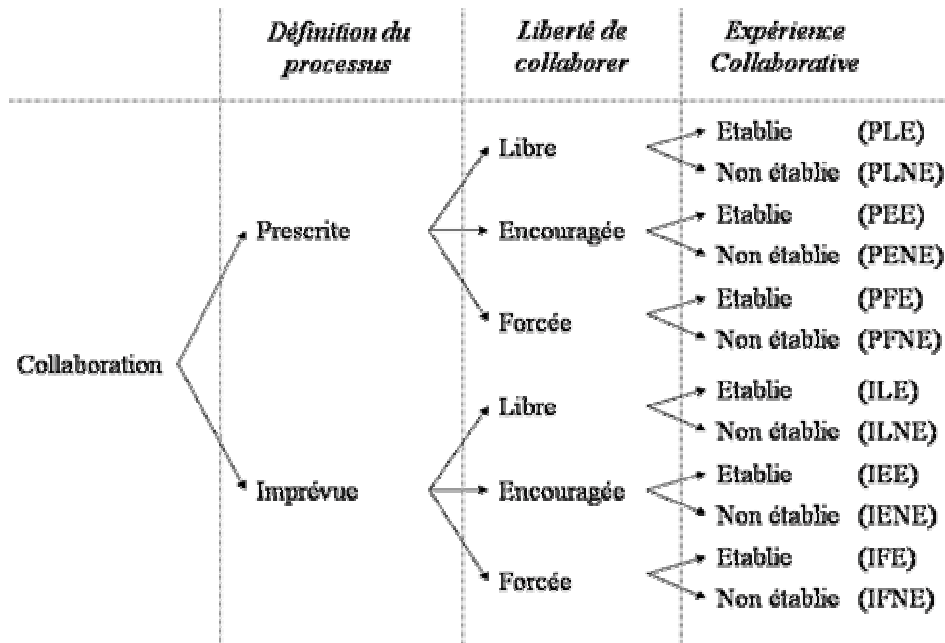 Définition du processus
Liberté de collaborer
Expérience Collaborative
Etablie (PLE)
Libre
Non établie (PLNE)
Etablie (PEE)
Prescrite
Encouragée
Non établie (PENE)
Etablie (PFE)
Forcée
Non établie (PFNE)
Collaboration
Etablie (ILE)
Libre
Non établie (ILNE)
Etablie (IEE)
Imprévue
Encouragée
Non établie (IENE)
Etablie (IFE)
Forcée
Non établie (IFNE)